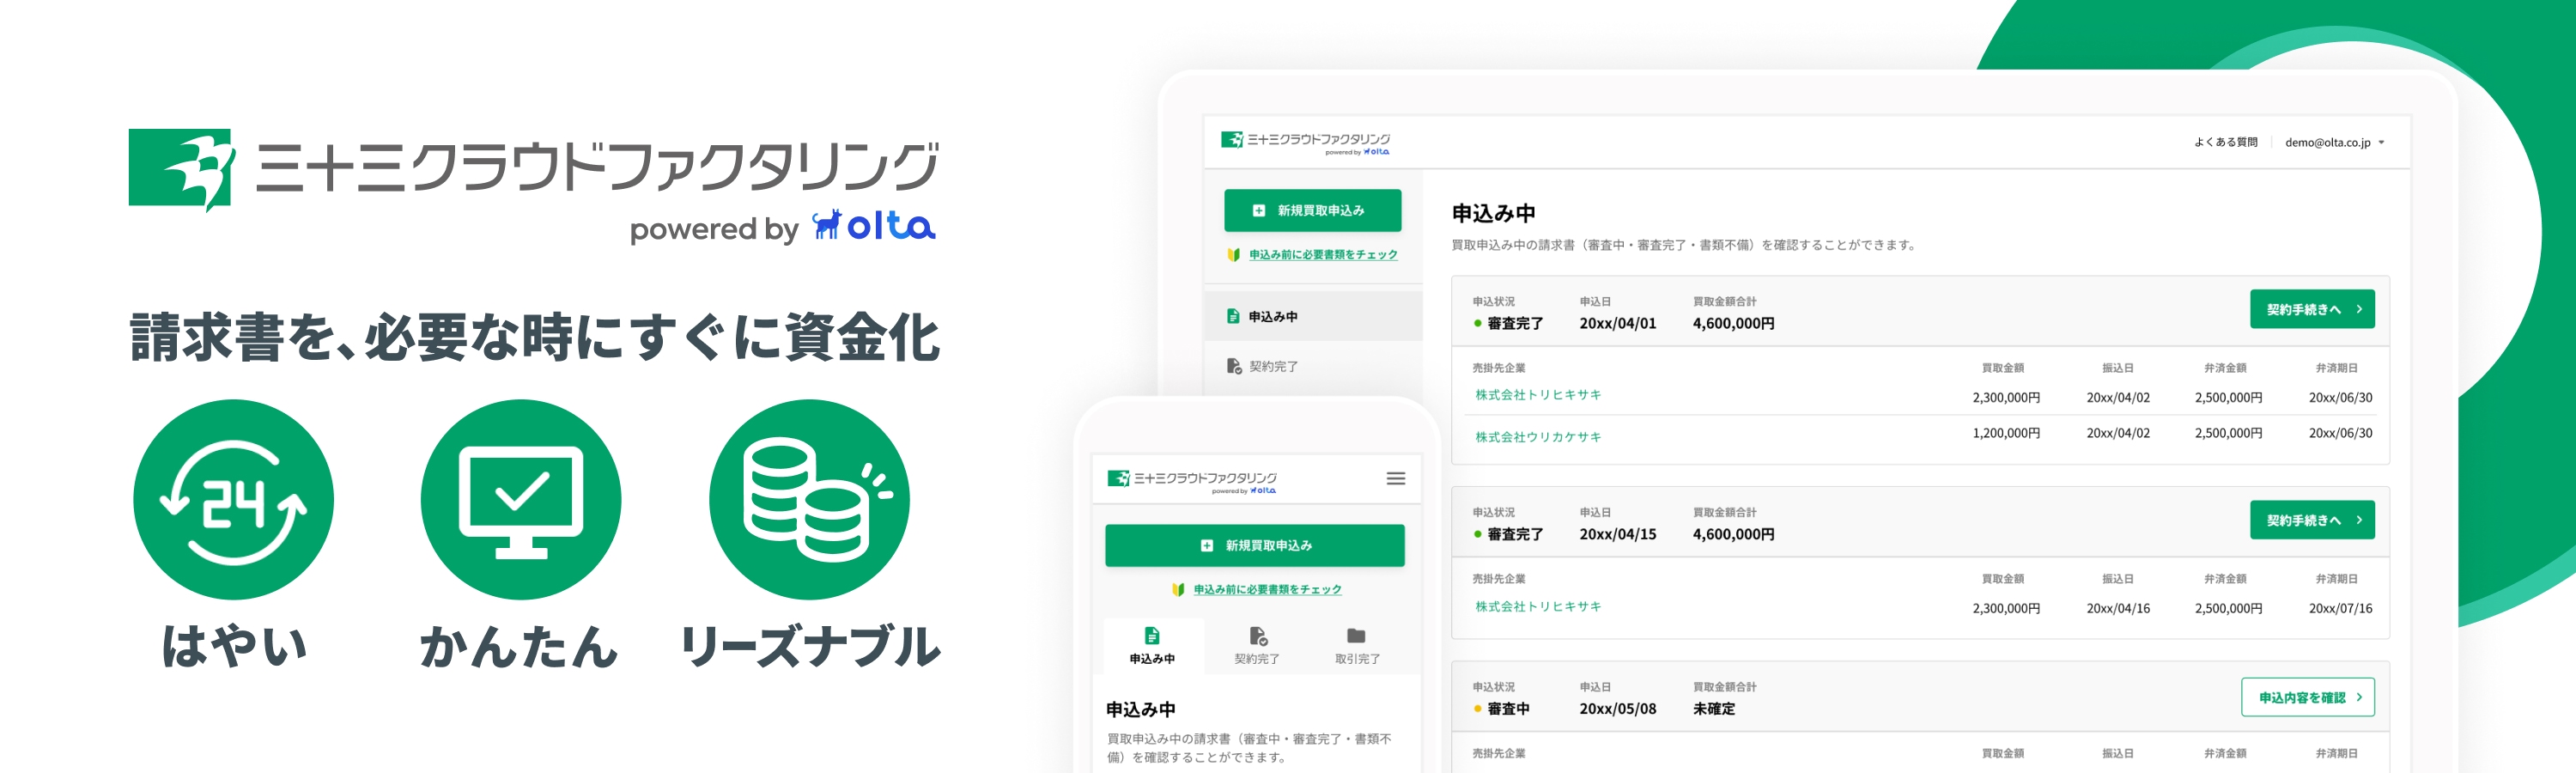 三十三クラウドファクタリング
powered by olta
請求書を、必要な時にすぐに資金化
24
はやい
かんたん
リーズナブル
三十三クラウドファクタリング
powered by olta
よくある質問
demo@olta.co.jp
新規買取申込み
申込み前に必要書類をチェック
申込み中
契約完了
申込み中
買取申込み中の請求書（審査中・審査完了・書類不備）を確認することができます。
申込状況 申込日 買取金額合計
審査完了 20xx/04/01 4,600,000円
契約手続きへ
売掛先企業 買取金額 振込日 弁済金額 弁済期日
株式会社トリヒキサキ 2,300,000円 20xx/04/02 2,500,000円 20xx/06/30
株式会社ウリカケサキ 1,200,000円 20xx/04/02 2,500,000円 20xx/06/30
申込状況 申込日 買取金額合計
審査完了 20xx/04/15 4,600,000円
契約手続きへ
売掛先企業 買取金額 振込日 弁済金額 弁済期日
株式会社トリヒキサキ 2,300,000円 20xx/04/16 2,500,000円 20xx/07/16
申込状況 申込日 買取金額合計
審査中 20xx/05/08 未確定
申込内容を確認
売掛先企業 買取金額 振込日 弁済金額 弁済期日
三十三クラウドファクタリング
powered by olta
新規買取申込み
申込み前に必要書類をチェック
申込み中 契約完了 取引完了
申込み中
買取申込み中の請求書（審査中・審査完了・書類不
備）を確認することができます。